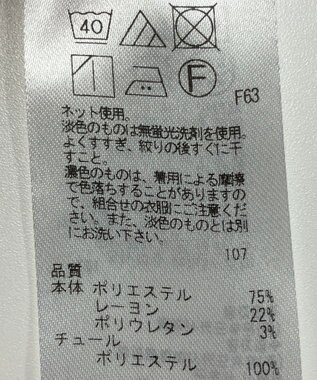 40
F
F63
ネット使用。
淡色のものは無蛍光洗剤を使用。
よくすすぎ、絞りの後すぐに干
すこと。
濃色のものは、着用による摩擦
で色落ちすることがありますの
で、組合せの衣服にご注意くだ
さい。また、淡色のものとは別
にお洗い下さい。
107
品質
本体 ポリエステル 75%
レーヨン 22%
ポリウレタン 3%
チュール
ポリエステル 100%